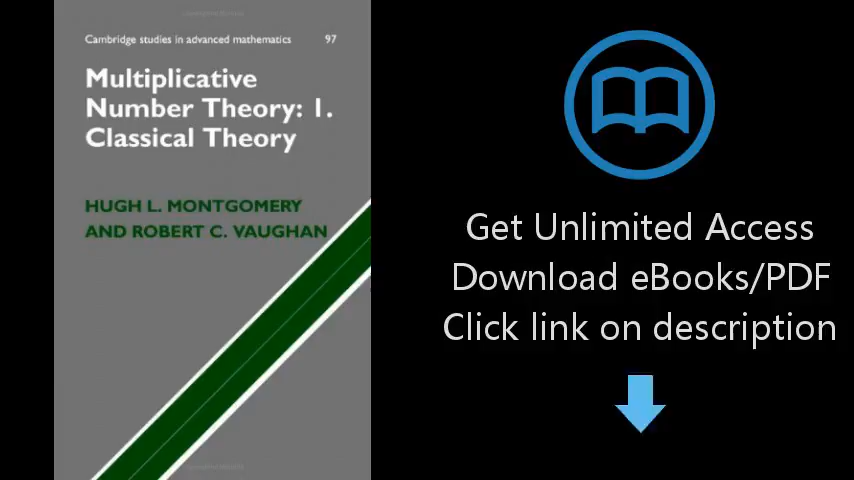 Cambridge studies in advanced mathematics 97
Multiplicative
Number Theory: 1.
Classical Theory
HUGH L. MONTGOMERY
AND ROBERT C. VAUGHAN
Get Unlimited Access
Download eBooks/PDF
Click link on description